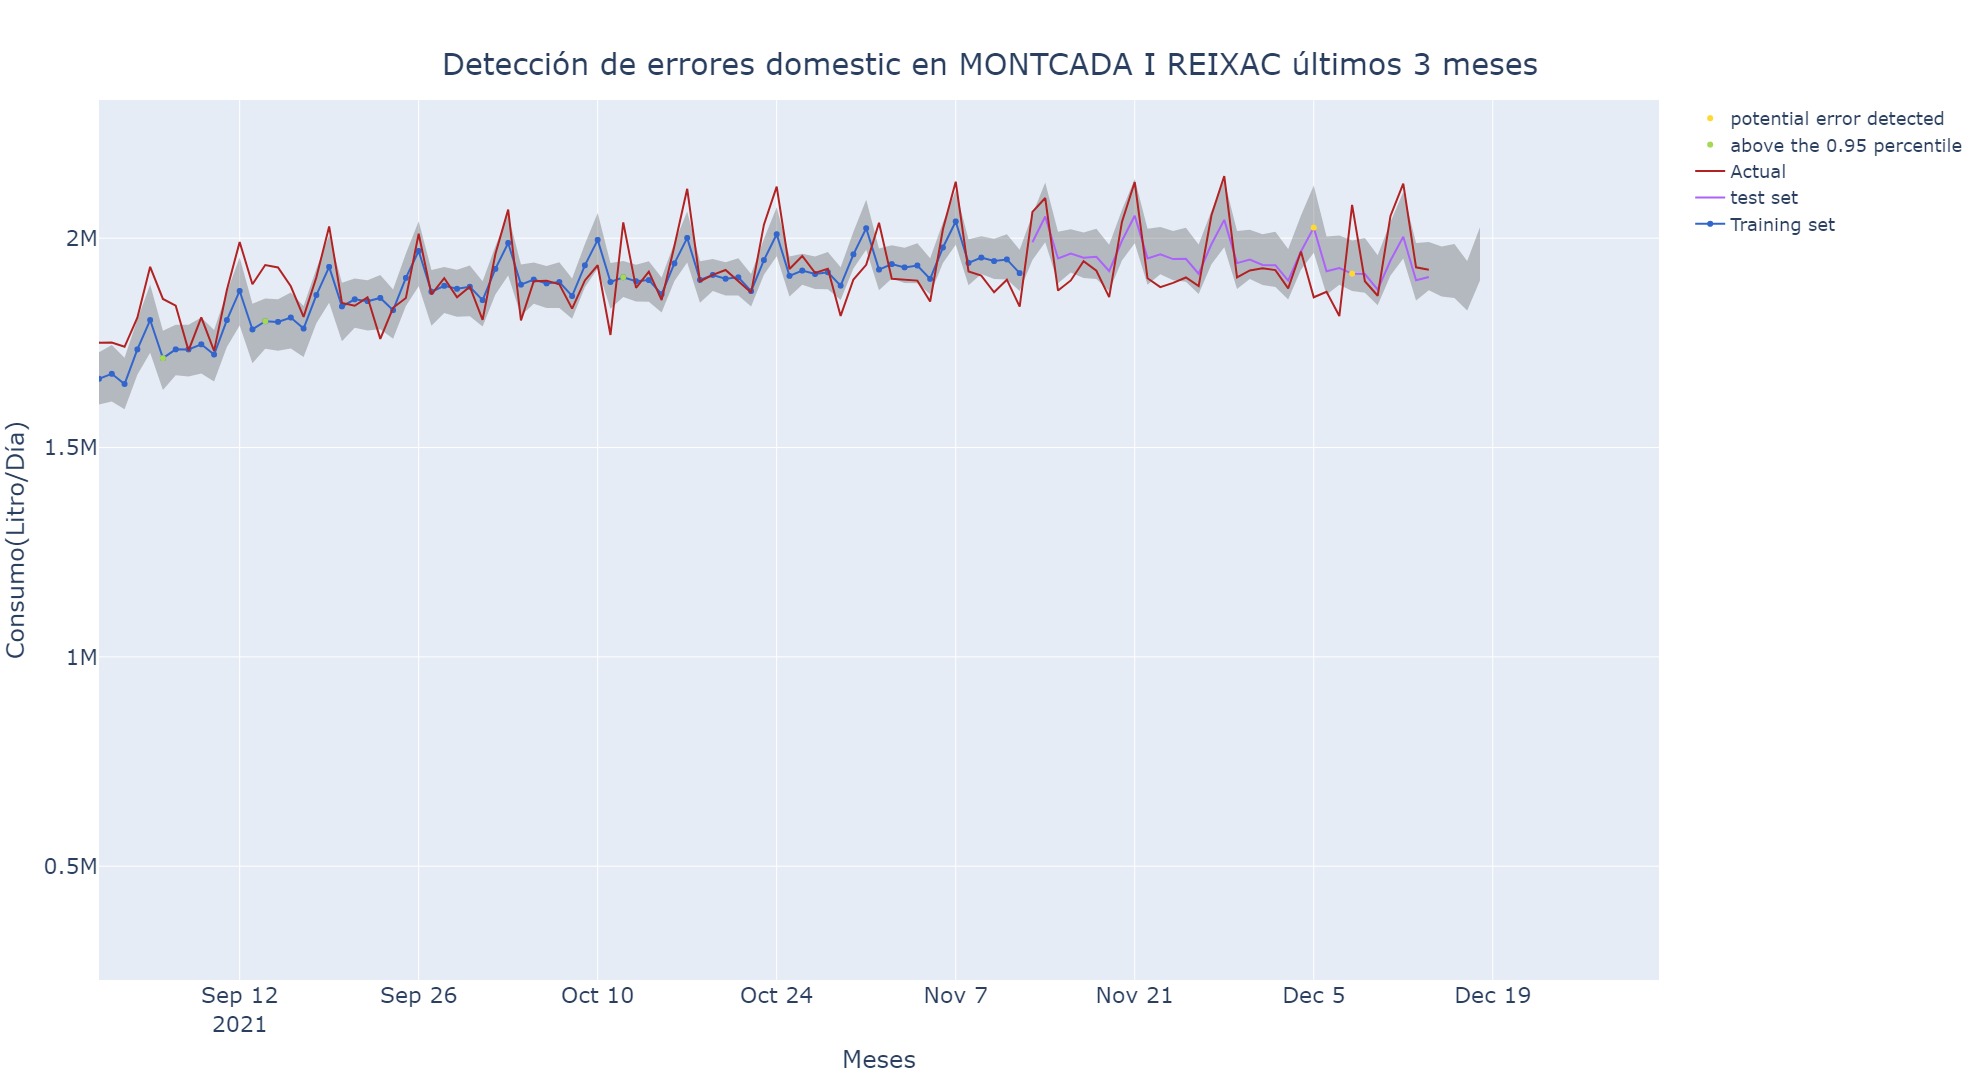 Detección de errores domestic en MONTCADA I REIXAC últimos 3 meses
potential error detected
above the 0.95 percentile
Actual
test set
Training set
Consumo(Litro/Día)
2M
1.5M
1M
0.5M
Sep 12
2021
Sep 26
Oct 10
Oct 24
Nov 7
Nov 21
Dec 5
Dec 19
Meses